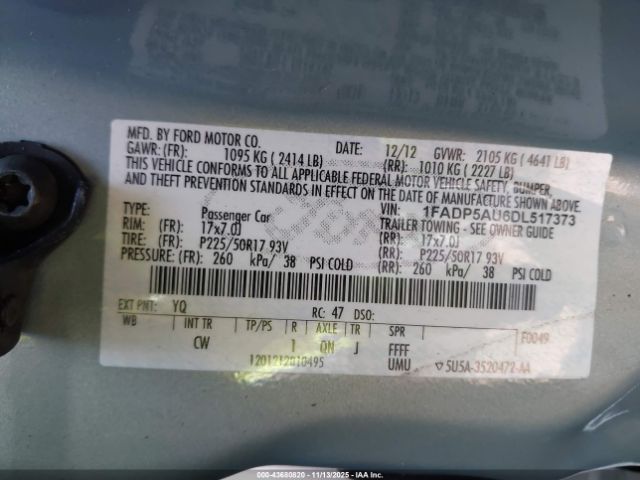 MFD. BY FORD MOTOR CO. DATE: 12/12 GVWR: 2105 KG ( 4641 LB)
GAWR: (FR): 1095 KG ( 2414 LB) (RR): 1010 KG ( 2227 LB)
THIS VEHICLE CONFORMS TO ALL APPLICABLE FEDERAL MOTOR VEHICLE SAFETY, BUMPER,
AND THEFT PREVENTION STANDARDS IN EFFECT ON THE DATE OF MANUFACTURE SHOWN ABOVE.
VIN: 1FADP5AU6DL517373
TYPE: Passenger Car TRAILER TOWING - SEE OWNER GUIDE
RIM: (FR): 17x7.0J (RR): 17x7.0J
TIRE: (FR): P225/50R17 93V (RR): P225/50R17 93V
PRESSURE: (FR): 260 kPa/ 38 PSI COLD (RR): 260 kPa/ 38 PSI COLD
EXT PNT: YQ RC: 47 DSO: F0049
WB INT TR TP/PS R AXLE TR SPR
CW 1 QN J FFFF
1201212010495 UMU ▽ 5U5A-3520472-AA
000-43680820 | 11/13/2025 — Copyright © 2025 IAA, LLC